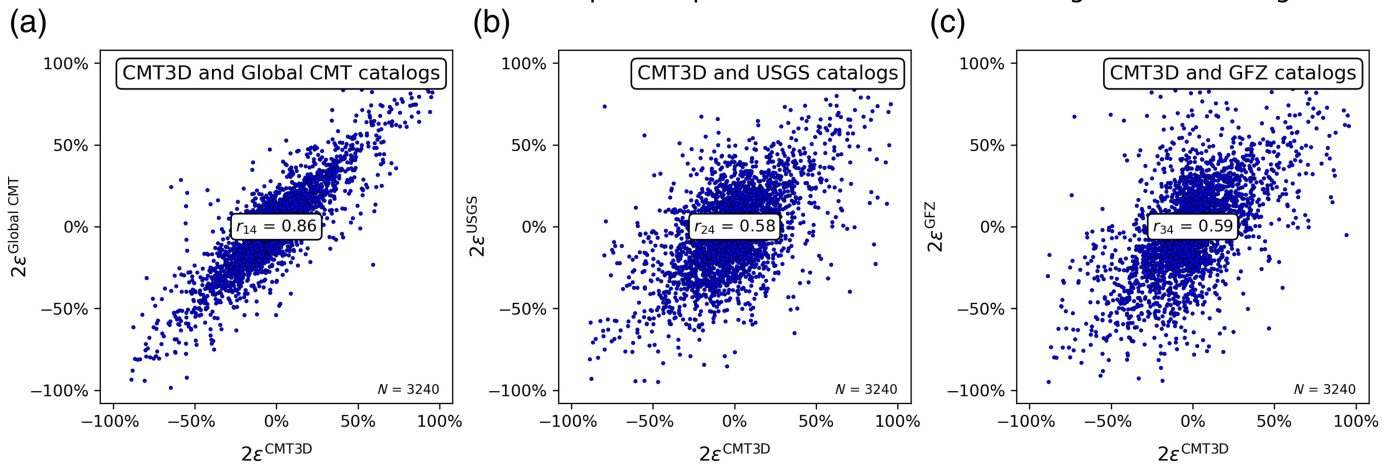 (a) (b) (c)
CMT3D and Global CMT catalogs
CMT3D and USGS catalogs
CMT3D and GFZ catalogs
100%
50%
0%
−50%
−100%
2ε^Global CMT
r₁₄ = 0.86
N = 3240
−100% −50% 0% 50% 100%
2ε^CMT3D
100%
50%
0%
−50%
−100%
2ε^USGS
r₂₄ = 0.58
N = 3240
−100% −50% 0% 50% 100%
2ε^CMT3D
100%
50%
0%
−50%
−100%
2ε^GFZ
r₃₄ = 0.59
N = 3240
−100% −50% 0% 50% 100%
2ε^CMT3D